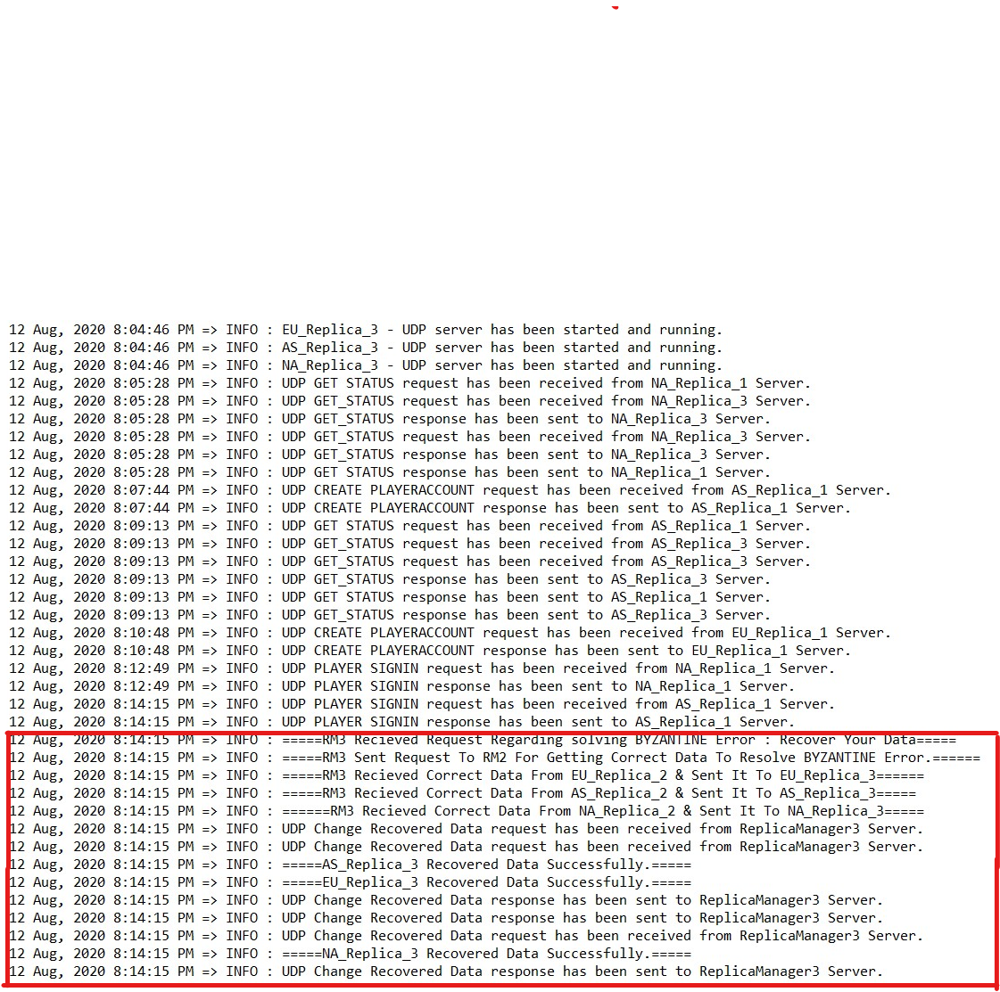 12 Aug, 2020 8:04:46 PM => INFO : EU_Replica_3 - UDP server has been started and running.
12 Aug, 2020 8:04:46 PM => INFO : AS_Replica_3 - UDP server has been started and running.
12 Aug, 2020 8:04:46 PM => INFO : NA_Replica_3 - UDP server has been started and running.
12 Aug, 2020 8:05:28 PM => INFO : UDP GET_STATUS request has been received from NA_Replica_1 Server.
12 Aug, 2020 8:05:28 PM => INFO : UDP GET_STATUS request has been received from NA_Replica_3 Server.
12 Aug, 2020 8:05:28 PM => INFO : UDP GET_STATUS response has been sent to NA_Replica_3 Server.
12 Aug, 2020 8:05:28 PM => INFO : UDP GET_STATUS request has been received from NA_Replica_3 Server.
12 Aug, 2020 8:05:28 PM => INFO : UDP GET_STATUS response has been sent to NA_Replica_3 Server.
12 Aug, 2020 8:05:28 PM => INFO : UDP GET_STATUS response has been sent to NA_Replica_1 Server.
12 Aug, 2020 8:07:44 PM => INFO : UDP CREATE PLAYERACCOUNT request has been received from AS_Replica_1 Server.
12 Aug, 2020 8:07:44 PM => INFO : UDP CREATE PLAYERACCOUNT response has been sent to AS_Replica_1 Server.
12 Aug, 2020 8:09:13 PM => INFO : UDP GET_STATUS request has been received from AS_Replica_1 Server.
12 Aug, 2020 8:09:13 PM => INFO : UDP GET_STATUS request has been received from AS_Replica_3 Server.
12 Aug, 2020 8:09:13 PM => INFO : UDP GET_STATUS request has been received from AS_Replica_3 Server.
12 Aug, 2020 8:09:13 PM => INFO : UDP GET_STATUS response has been sent to AS_Replica_3 Server.
12 Aug, 2020 8:09:13 PM => INFO : UDP GET_STATUS response has been sent to AS_Replica_1 Server.
12 Aug, 2020 8:09:13 PM => INFO : UDP GET_STATUS response has been sent to AS_Replica_3 Server.
12 Aug, 2020 8:10:48 PM => INFO : UDP CREATE PLAYERACCOUNT request has been received from EU_Replica_1 Server.
12 Aug, 2020 8:10:48 PM => INFO : UDP CREATE PLAYERACCOUNT response has been sent to EU_Replica_1 Server.
12 Aug, 2020 8:12:49 PM => INFO : UDP PLAYER SIGNIN request has been received from NA_Replica_1 Server.
12 Aug, 2020 8:12:49 PM => INFO : UDP PLAYER SIGNIN response has been sent to NA_Replica_1 Server.
12 Aug, 2020 8:14:15 PM => INFO : UDP PLAYER SIGNIN request has been received from AS_Replica_1 Server.
12 Aug, 2020 8:14:15 PM => INFO : UDP PLAYER SIGNIN response has been sent to AS_Replica_1 Server.
12 Aug, 2020 8:14:15 PM => INFO : =====RM3 Recieved Request Regarding solving BYZANTINE Error : Recover Your Data=====
12 Aug, 2020 8:14:15 PM => INFO : =====RM3 Sent Request To RM2 For Getting Correct Data To Resolve BYZANTINE Error.======
12 Aug, 2020 8:14:15 PM => INFO : =====RM3 Recieved Correct Data From EU_Replica_2 & Sent It To EU_Replica_3======
12 Aug, 2020 8:14:15 PM => INFO : =====RM3 Recieved Correct Data From AS_Replica_2 & Sent It To AS_Replica_3=====
12 Aug, 2020 8:14:15 PM => INFO : ======RM3 Recieved Correct Data From NA_Replica_2 & Sent It To NA_Replica_3=====
12 Aug, 2020 8:14:15 PM => INFO : UDP Change Recovered Data request has been received from ReplicaManager3 Server.
12 Aug, 2020 8:14:15 PM => INFO : UDP Change Recovered Data request has been received from ReplicaManager3 Server.
12 Aug, 2020 8:14:15 PM => INFO : =====AS_Replica_3 Recovered Data Successfully.=====
12 Aug, 2020 8:14:15 PM => INFO : =====EU_Replica_3 Recovered Data Successfully.=====
12 Aug, 2020 8:14:15 PM => INFO : UDP Change Recovered Data response has been sent to ReplicaManager3 Server.
12 Aug, 2020 8:14:15 PM => INFO : UDP Change Recovered Data response has been sent to ReplicaManager3 Server.
12 Aug, 2020 8:14:15 PM => INFO : UDP Change Recovered Data request has been received from ReplicaManager3 Server.
12 Aug, 2020 8:14:15 PM => INFO : =====NA_Replica_3 Recovered Data Successfully.=====
12 Aug, 2020 8:14:15 PM => INFO : UDP Change Recovered Data response has been sent to ReplicaManager3 Server.